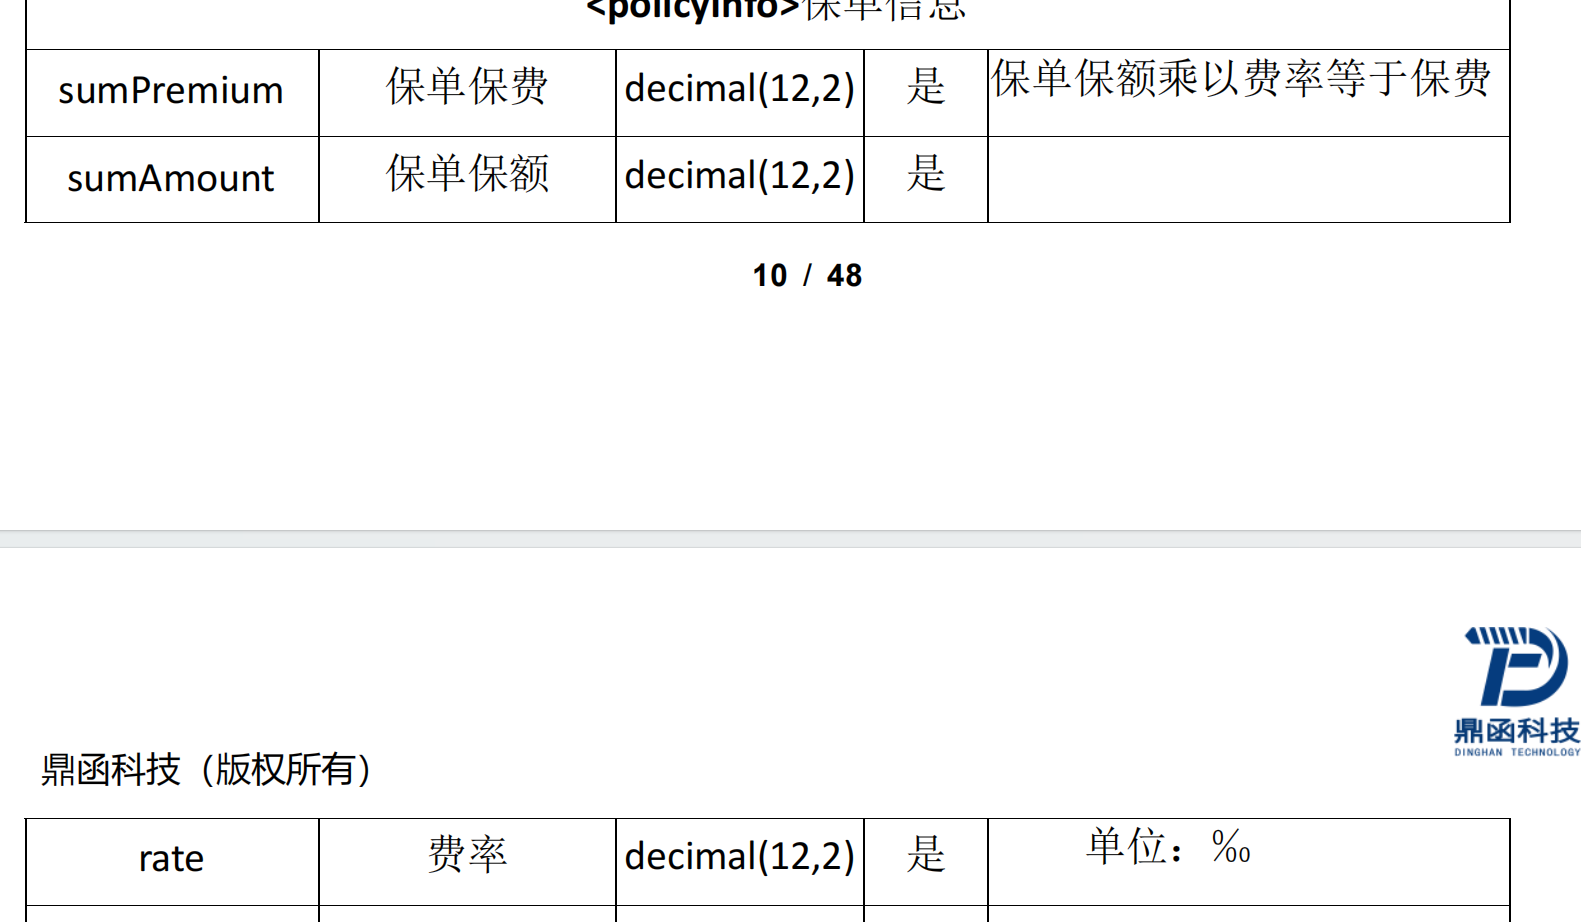 <policyInfo>保单信息
sumPremium 保单保费 decimal(12,2) 是 保单保额乘以费率等于保费
sumAmount 保单保额 decimal(12,2) 是
10 / 48
鼎函科技
DINGHAN TECHNOLOGY
鼎函科技（版权所有）
rate 费率 decimal(12,2) 是 单位：‰